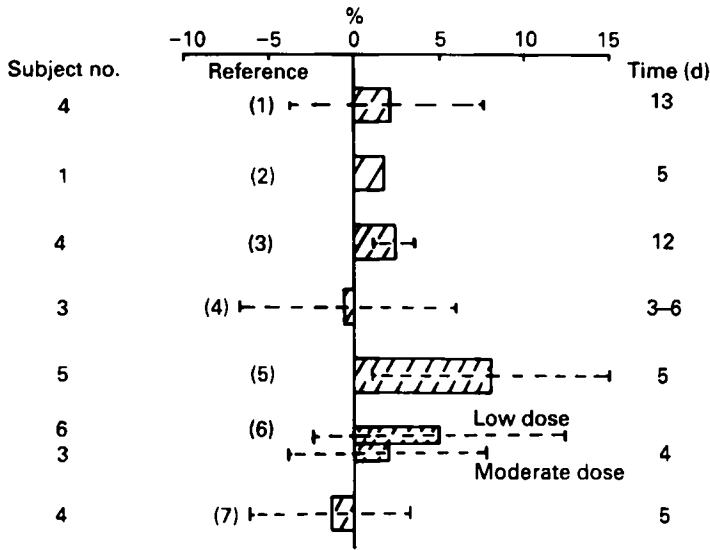 %
−10 −5 0 5 10 15
Subject no. Reference Time (d)
4 (1) 13
1 (2) 5
4 (3) 12
3 (4) 3–6
5 (5) 5
6 (6) Low dose
3 4
Moderate dose
4 (7) 5